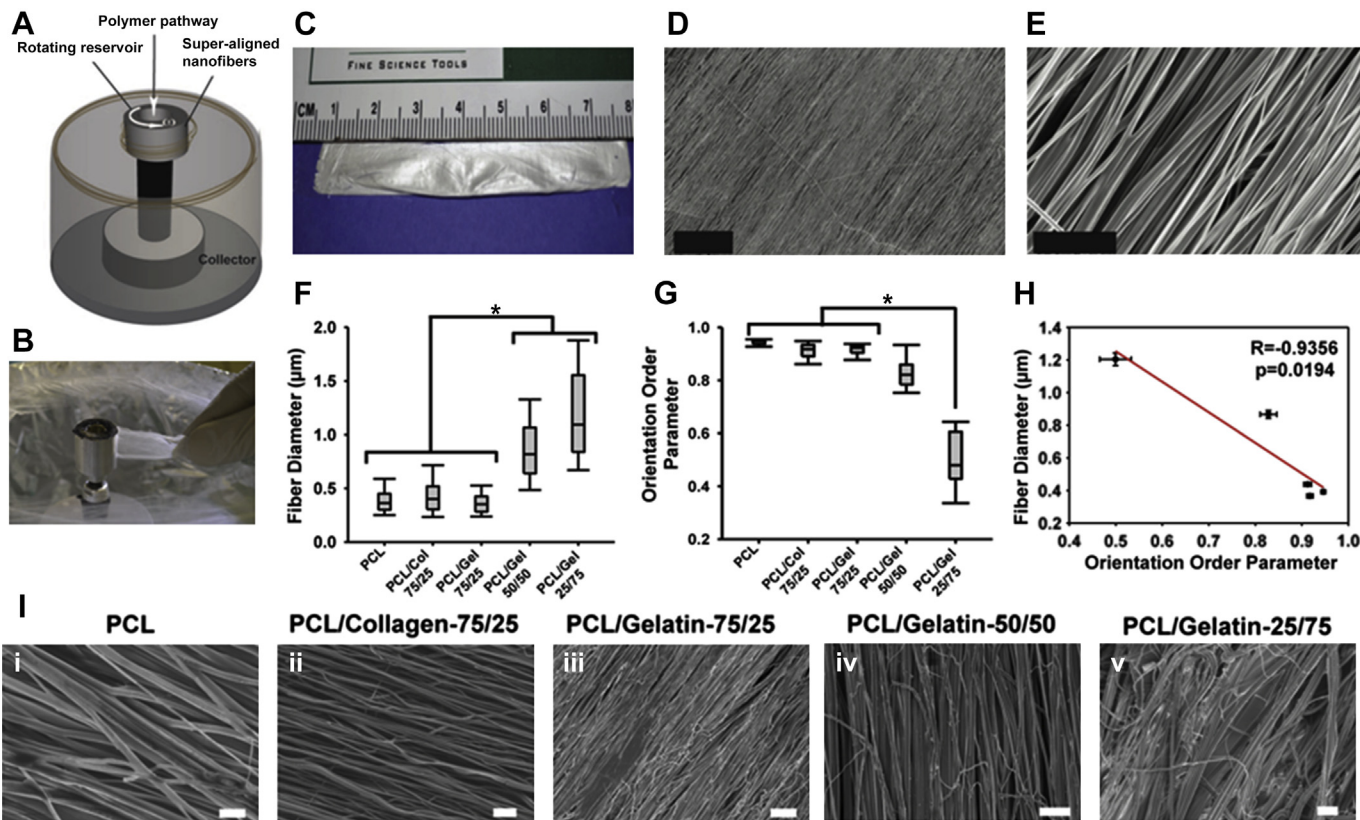 A
Polymer pathway
Rotating reservoir
Super-aligned
nanofibers
Collector
B
C
FINE SCIENCE TOOLS
CM 1 2 3 4 5 6 7 8
D
E
F
*
Fiber Diameter (µm)
2.0
1.5
1.0
0.5
0.0
PCL
PCL/Col
75/25
PCL/Gel
75/25
PCL/Gel
50/50
PCL/Gel
25/75
G
*
Orientation Order
Parameter
1.0
0.8
0.6
0.4
0.2
PCL
PCL/Col
75/25
PCL/Gel
75/25
PCL/Gel
50/50
PCL/Gel
25/75
H
R=-0.9356
p=0.0194
Fiber Diameter (µm)
1.4
1.2
1.0
0.8
0.6
0.4
0.2
0.4 0.5 0.6 0.7 0.8 0.9 1.0
Orientation Order Parameter
I
PCL
PCL/Collagen-75/25
PCL/Gelatin-75/25
PCL/Gelatin-50/50
PCL/Gelatin-25/75
i
ii
iii
iv
v